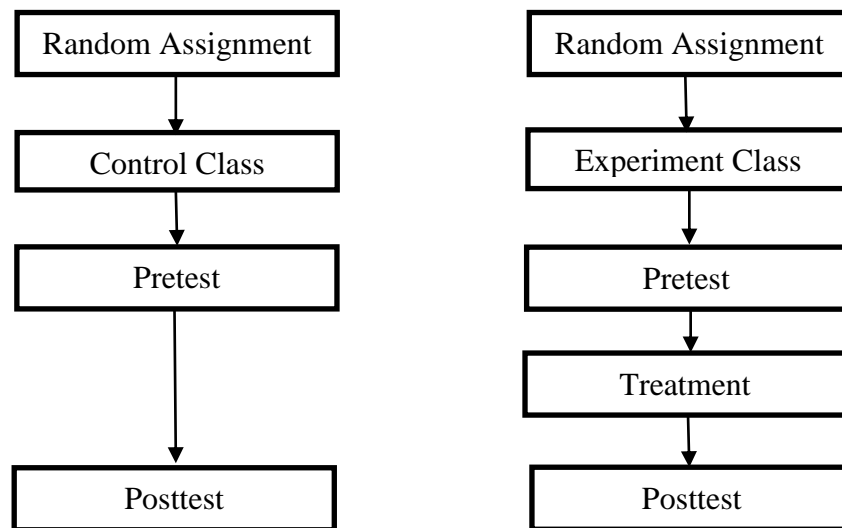 Random Assignment
Control Class
Pretest
Posttest
Random Assignment
Experiment Class
Pretest
Treatment
Posttest